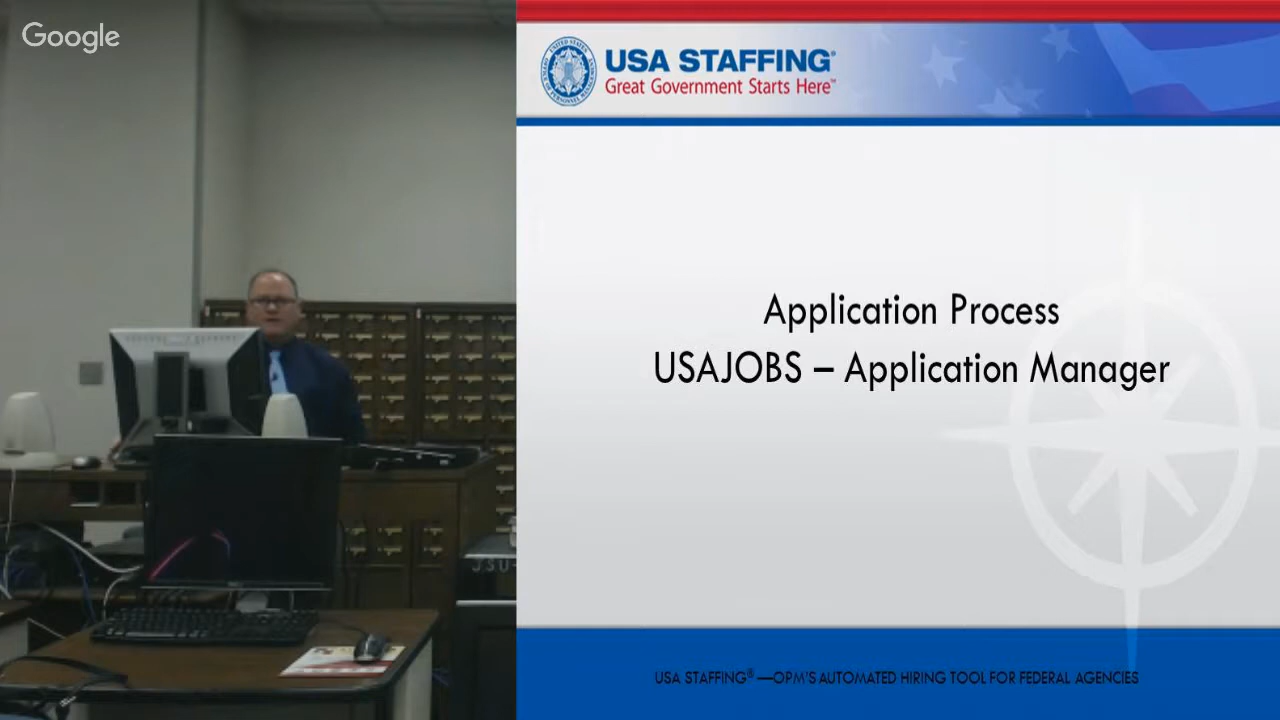 Google
USA STAFFING®
Great Government Starts Here™
Application Process
USAJOBS – Application Manager
JSU-
USA STAFFING® —OPM'S AUTOMATED HIRING TOOL FOR FEDERAL AGENCIES